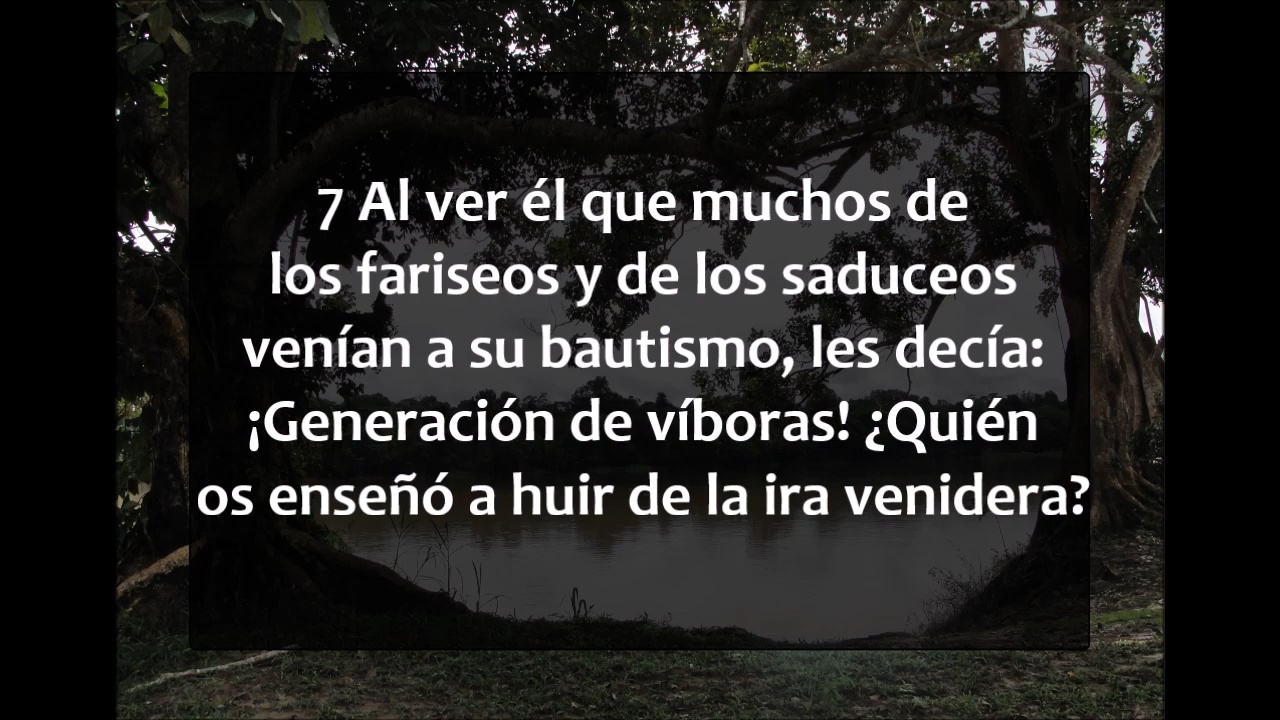 7 Al ver él que muchos de
los fariseos y de los saduceos
venían a su bautismo, les decía:
¡Generación de víboras! ¿Quién
os enseñó a huir de la ira venidera?